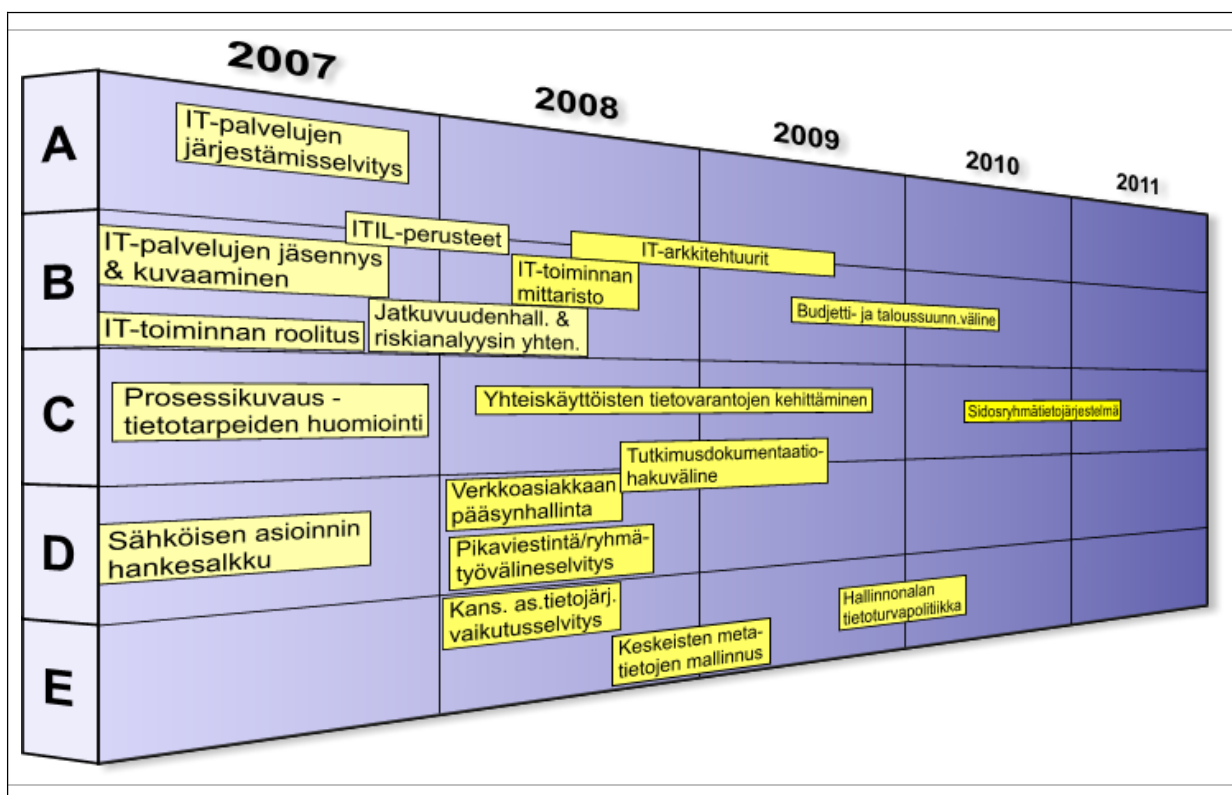 2007
2008
2009
2010
2011
A
IT-palvelujen
järjestämisselvitys
B
ITIL-perusteet
IT-palvelujen jäsennys
& kuvaaminen
IT-arkkitehtuurit
IT-toiminnan
mittaristo
IT-toiminnan roolitus
Jatkuvuudenhall. &
riskianalyysin yhten.
Budjetti- ja taloussuunn.väline
C
Prosessikuvaus -
tietotarpeiden huomiointi
Yhteiskäyttöisten tietovarantojen kehittäminen
Sidosryhmätietojärjestelmä
Tutkimusdokumentaatio-
hakuväline
D
Verkkoasiakkaan
pääsynhallinta
Sähköisen asioinnin
hankesalkku
Pikaviestintä/ryhmä-
työvälineselvitys
E
Kans. as.tietojärj.
vaikutusselvitys
Keskeisten meta-
tietojen mallinnus
Hallinnonalan
tietoturvapolitiikka